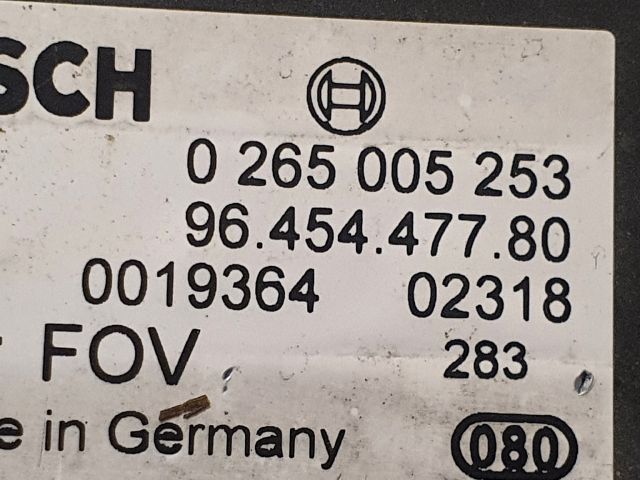 SCH
0 265 005 253
96.454.477.80
0019364 02318
FOV 283
e in Germany 080